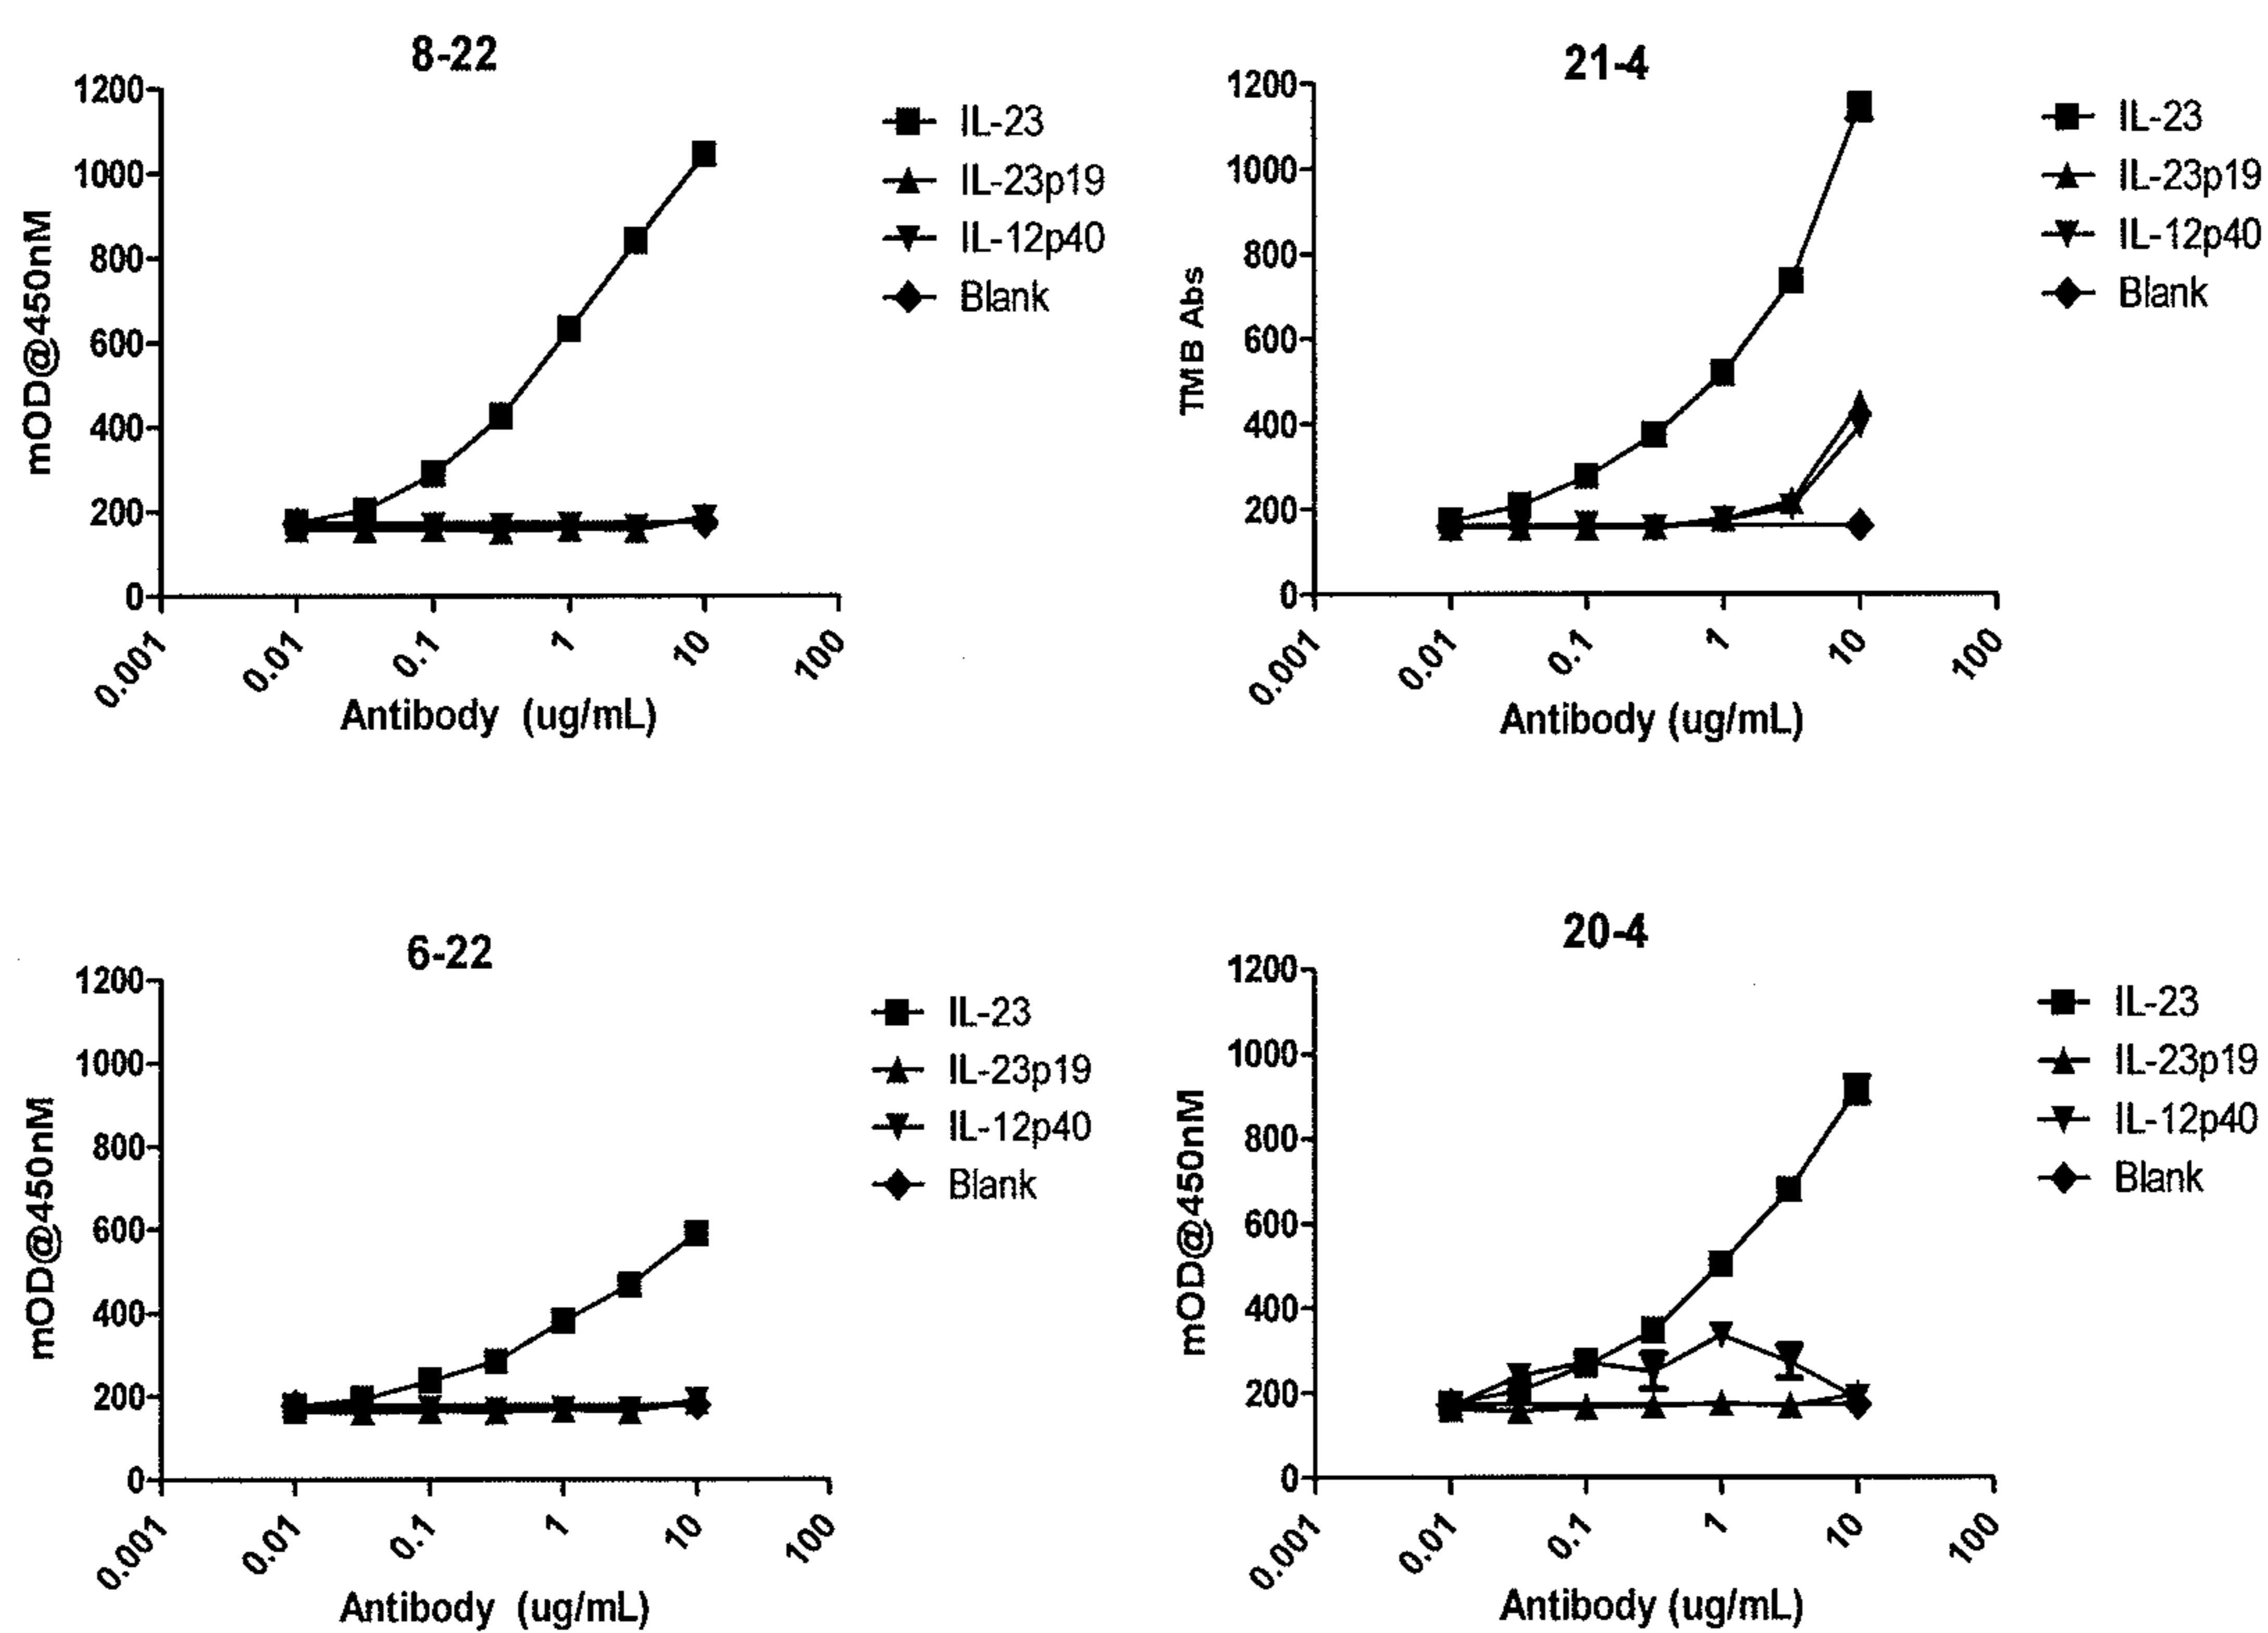 8-22
1200
1000
800
600
400
200
0
mOD@450nM
0.001
0.01
0.1
1
10
100
Antibody (ug/mL)
IL-23
IL-23p19
IL-12p40
Blank
21-4
1200
1000
800
600
400
200
0
TMB Abs
0.001
0.01
0.1
1
10
100
Antibody (ug/mL)
IL-23
IL-23p19
IL-12p40
Blank
6-22
1200
1000
800
600
400
200
0
mOD@450nM
0.001
0.01
0.1
1
10
100
Antibody (ug/mL)
IL-23
IL-23p19
IL-12p40
Blank
20-4
1200
1000
800
600
400
200
0
mOD@450nM
0.001
0.01
0.1
1
10
100
Antibody (ug/mL)
IL-23
IL-23p19
IL-12p40
Blank